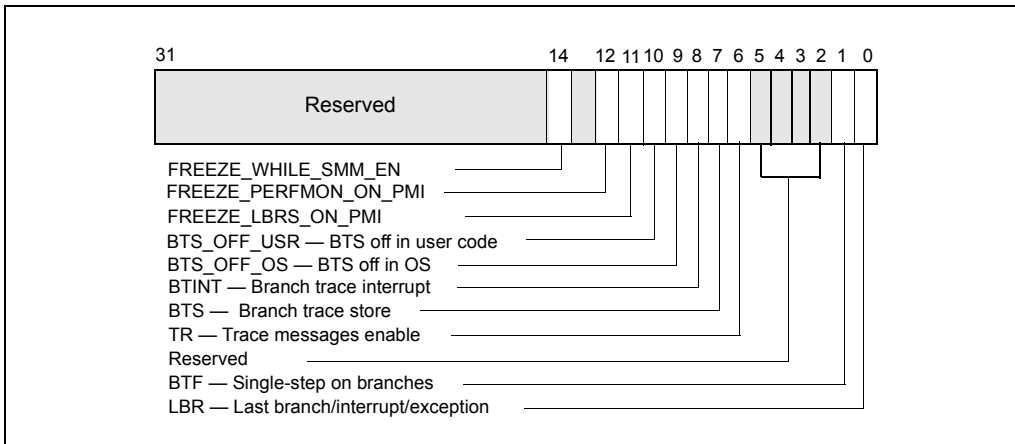 31 14 12 11 10 9 8 7 6 5 4 3 2 1 0
Reserved
FREEZE_WHILE_SMM_EN
FREEZE_PERFMON_ON_PMI
FREEZE_LBRS_ON_PMI
BTS_OFF_USR — BTS off in user code
BTS_OFF_OS — BTS off in OS
BTINT — Branch trace interrupt
BTS — Branch trace store
TR — Trace messages enable
Reserved
BTF — Single-step on branches
LBR — Last branch/interrupt/exception